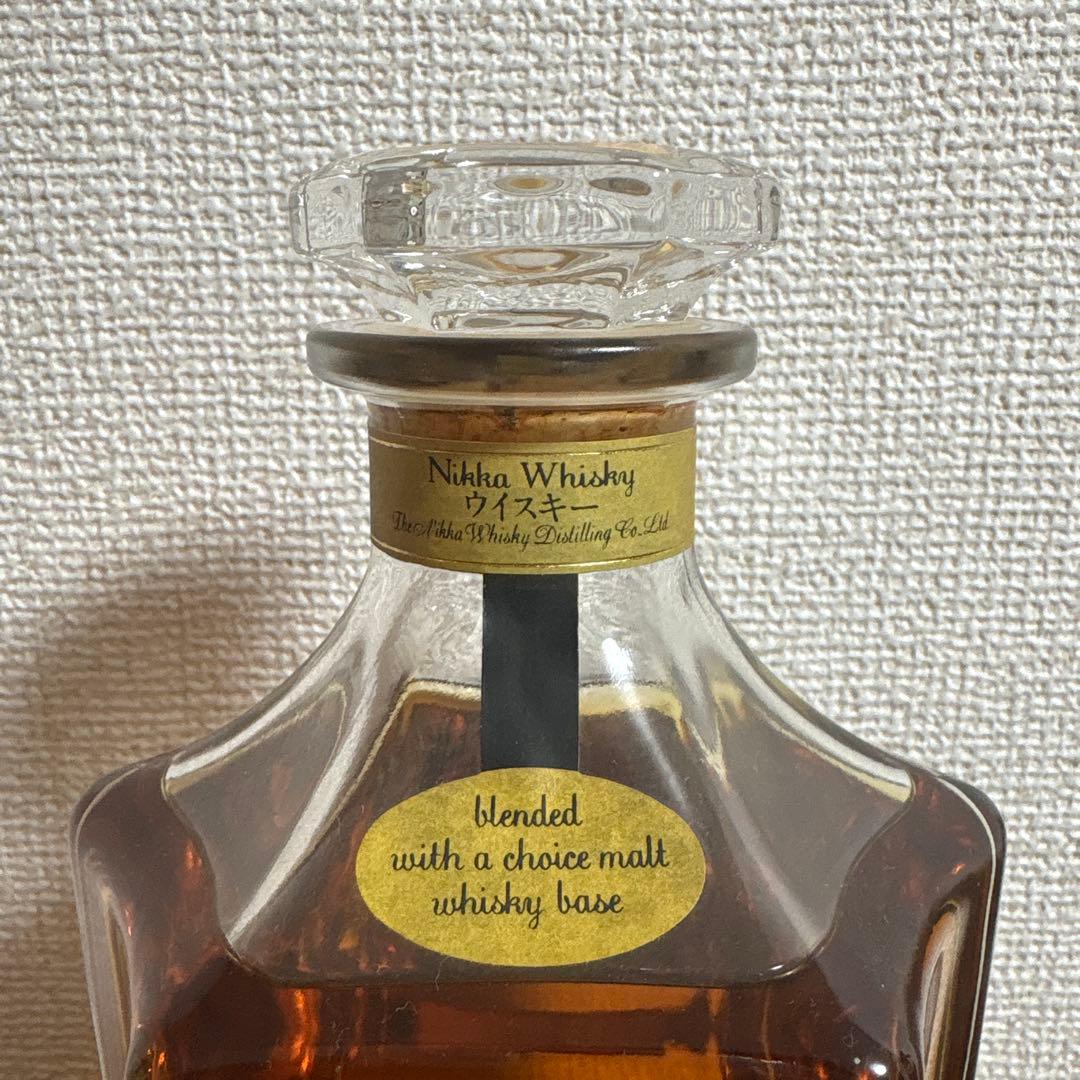 Nikka Whisky
ウイスキー
The Nikka Whisky Distilling Co., Ltd.
blended
with a choice malt
whisky base